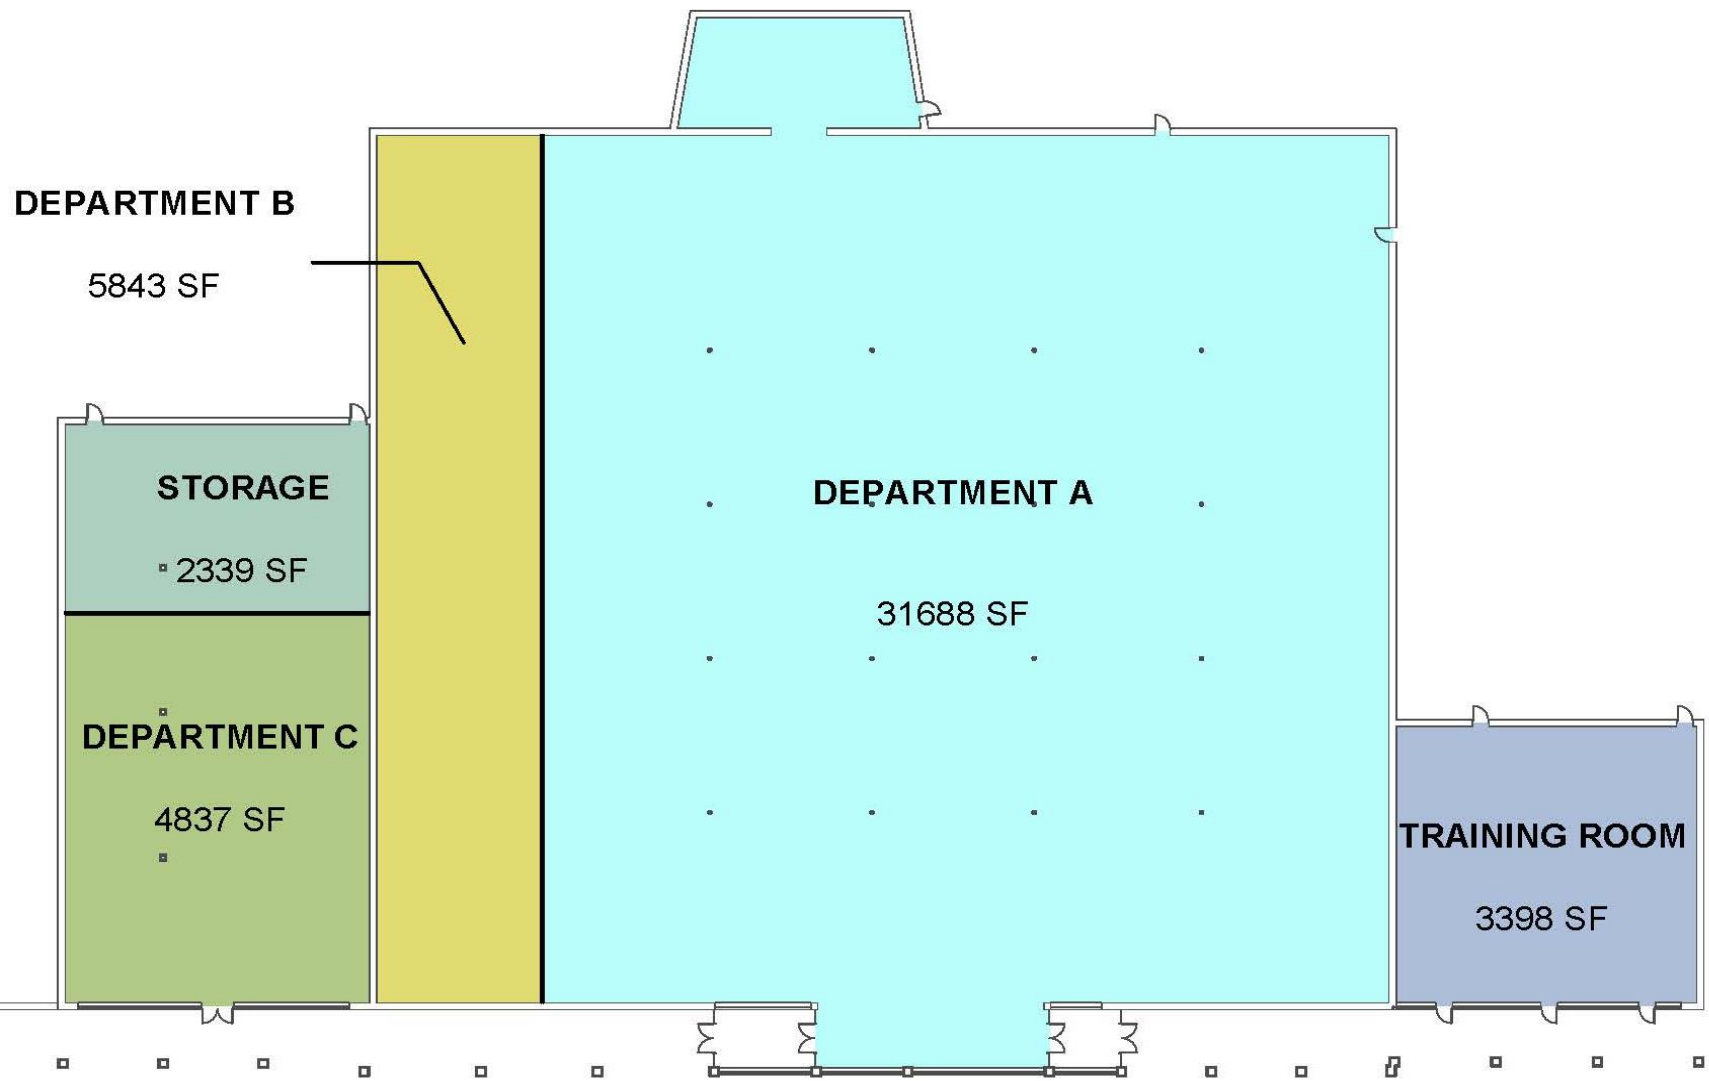 DEPARTMENT B
5843 SF
STORAGE
2339 SF
DEPARTMENT A
31688 SF
DEPARTMENT C
4837 SF
TRAINING ROOM
3398 SF